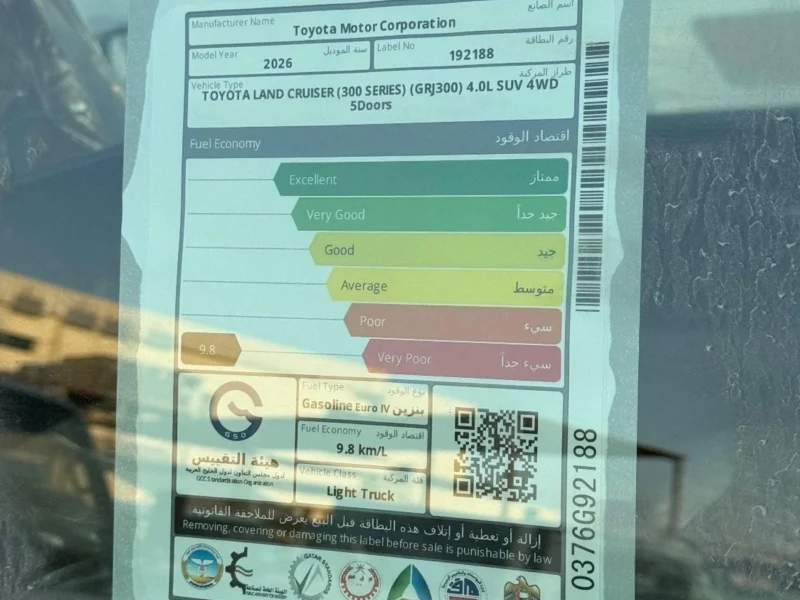 Manufacturer Name اسم الصانع
Toyota Motor Corporation
Model Year سنة الموديل
2026
Label No رقم البطاقة
192188
Vehicle Type طراز المركبة
TOYOTA LAND CRUISER (300 SERIES) (GRJ300) 4.0L SUV 4WD
5Doors
Fuel Economy اقتصاد الوقود
Excellent ممتاز
Very Good جيد جداً
Good جيد
Average متوسط
Poor سيء
9.8
Very Poor سيء جداً
GSO
هيئة التقييس
لدول مجلس التعاون لدول الخليج العربية
GCC Standardization Organization
Fuel Type نوع الوقود
Gasoline Euro IV بنزين
Fuel Economy اقتصاد الوقود
9.8 km/L
Vehicle Class فئة المركبة
Light Truck
إزالة أو تغطية أو إتلاف هذه البطاقة قبل البيع يعرض للملاحقة القانونية
Removing, covering or damaging this label before sale is punishable by law
QATAR STANDARDS
0376G92188